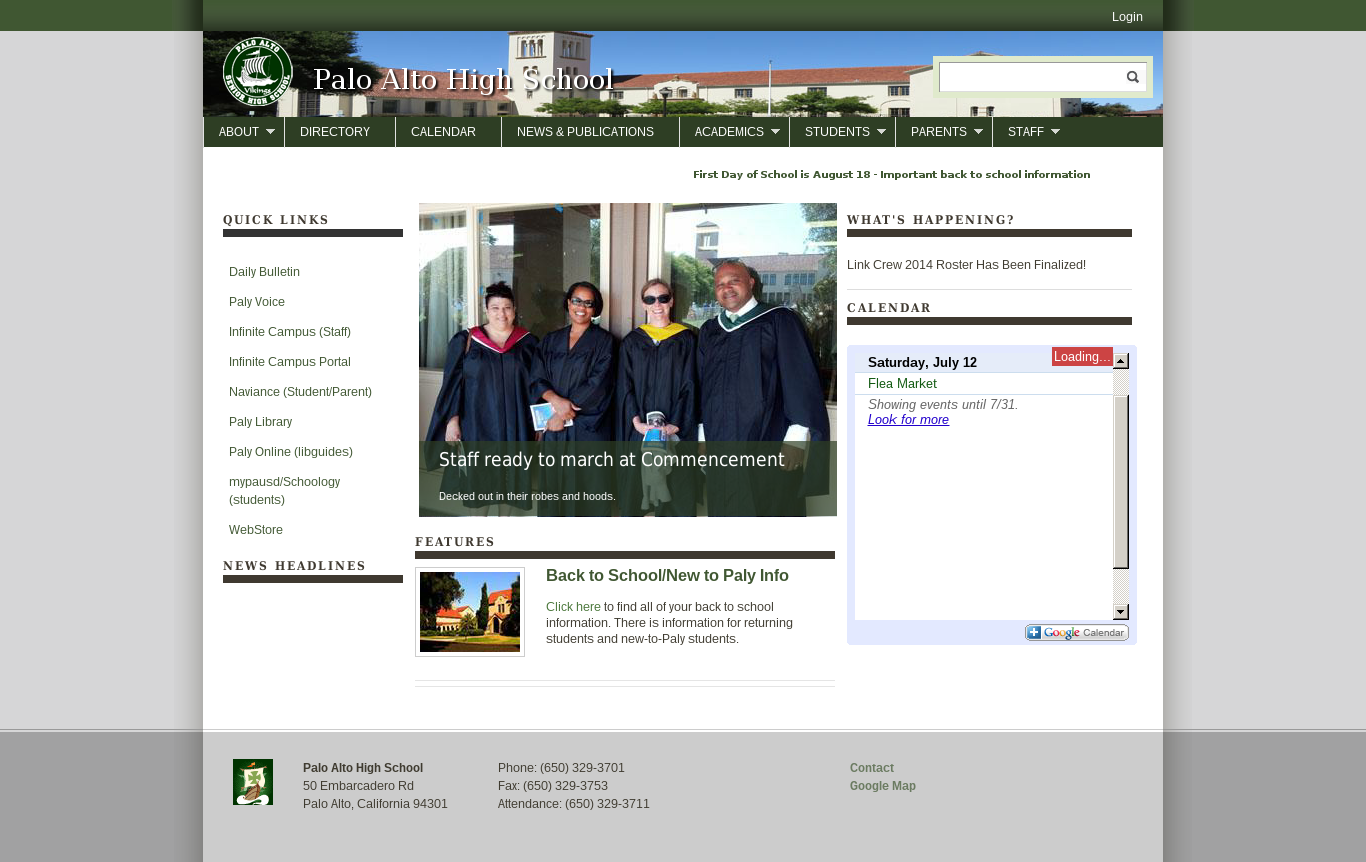 Login
PALO ALTO
Vikings
SENIOR HIGH SCHOOL
Palo Alto High School
ABOUT DIRECTORY CALENDAR NEWS & PUBLICATIONS ACADEMICS STUDENTS PARENTS STAFF
First Day of School is August 18 - Important back to school information
QUICK LINKS
Daily Bulletin
Paly Voice
Infinite Campus (Staff)
Infinite Campus Portal
Naviance (Student/Parent)
Paly Library
Paly Online (libguides)
mypausd/Schoology
(students)
WebStore
NEWS HEADLINES
Staff ready to march at Commencement
Decked out in their robes and hoods.
FEATURES
Back to School/New to Paly Info
Click here to find all of your back to school
information. There is information for returning
students and new-to-Paly students.
WHAT'S HAPPENING?
Link Crew 2014 Roster Has Been Finalized!
CALENDAR
Saturday, July 12
Loading...
Flea Market
Showing events until 7/31.
Look for more
Google Calendar
Palo Alto High School
50 Embarcadero Rd
Palo Alto, California 94301
Phone: (650) 329-3701
Fax: (650) 329-3753
Attendance: (650) 329-3711
Contact
Google Map